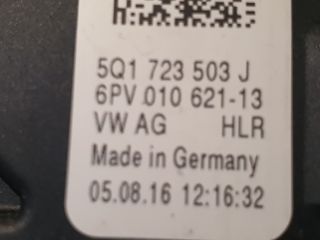 5Q1 723 503 J
6PV 010 621-13
VW AG HLR
Made in Germany
05.08.16 12:16:32